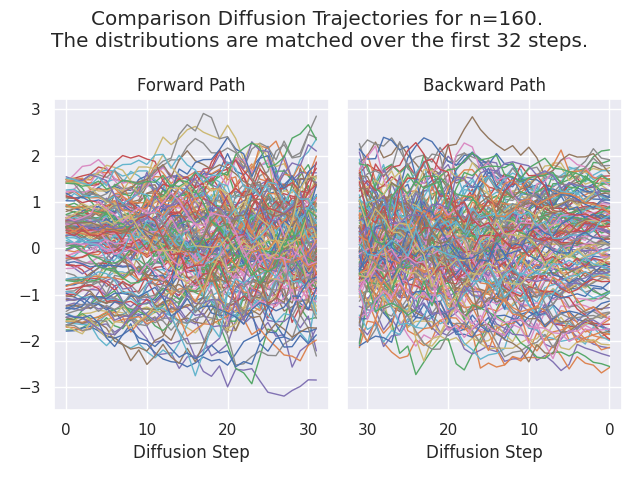 Comparison Diffusion Trajectories for n=160.
The distributions are matched over the first 32 steps.
Forward Path
Backward Path
3
2
1
0
−1
−2
−3
0 10 20 30
30 20 10 0
Diffusion Step
Diffusion Step